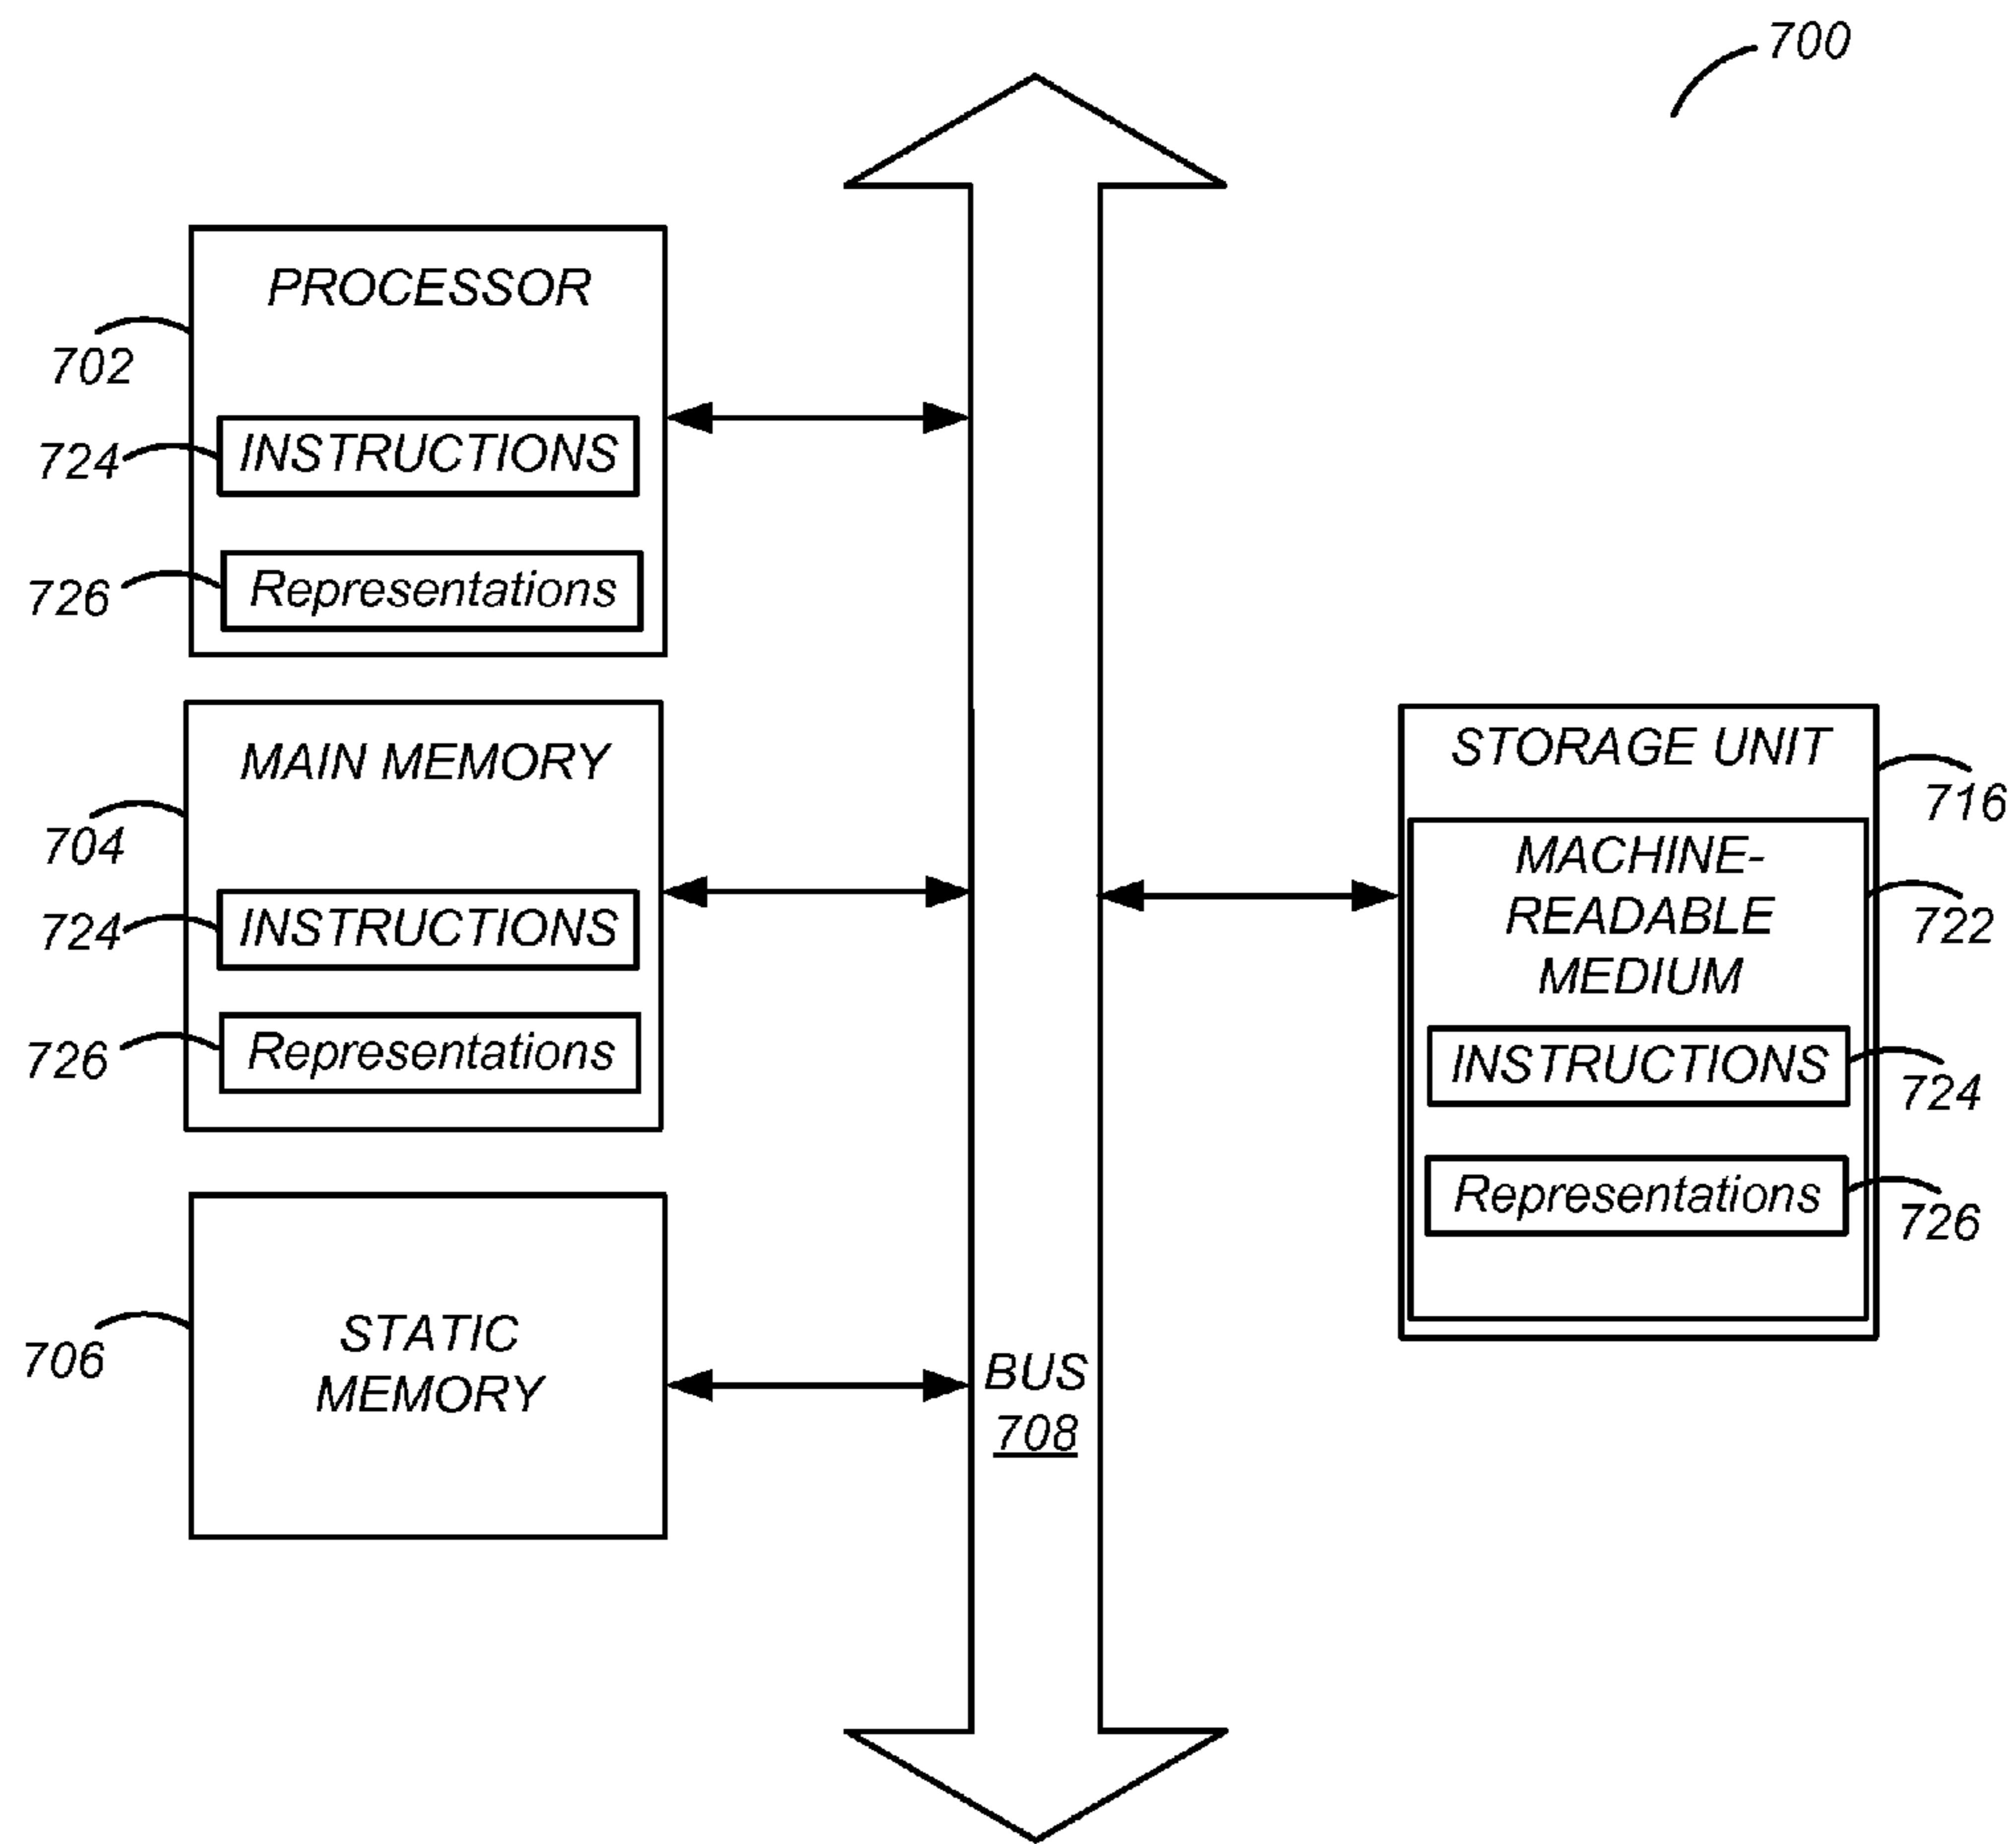 700
PROCESSOR
702
724
INSTRUCTIONS
726
Representations
MAIN MEMORY
704
724
INSTRUCTIONS
726
Representations
STATIC
MEMORY
706
BUS
708
STORAGE UNIT
716
MACHINE-
READABLE
MEDIUM
722
INSTRUCTIONS
724
Representations
726